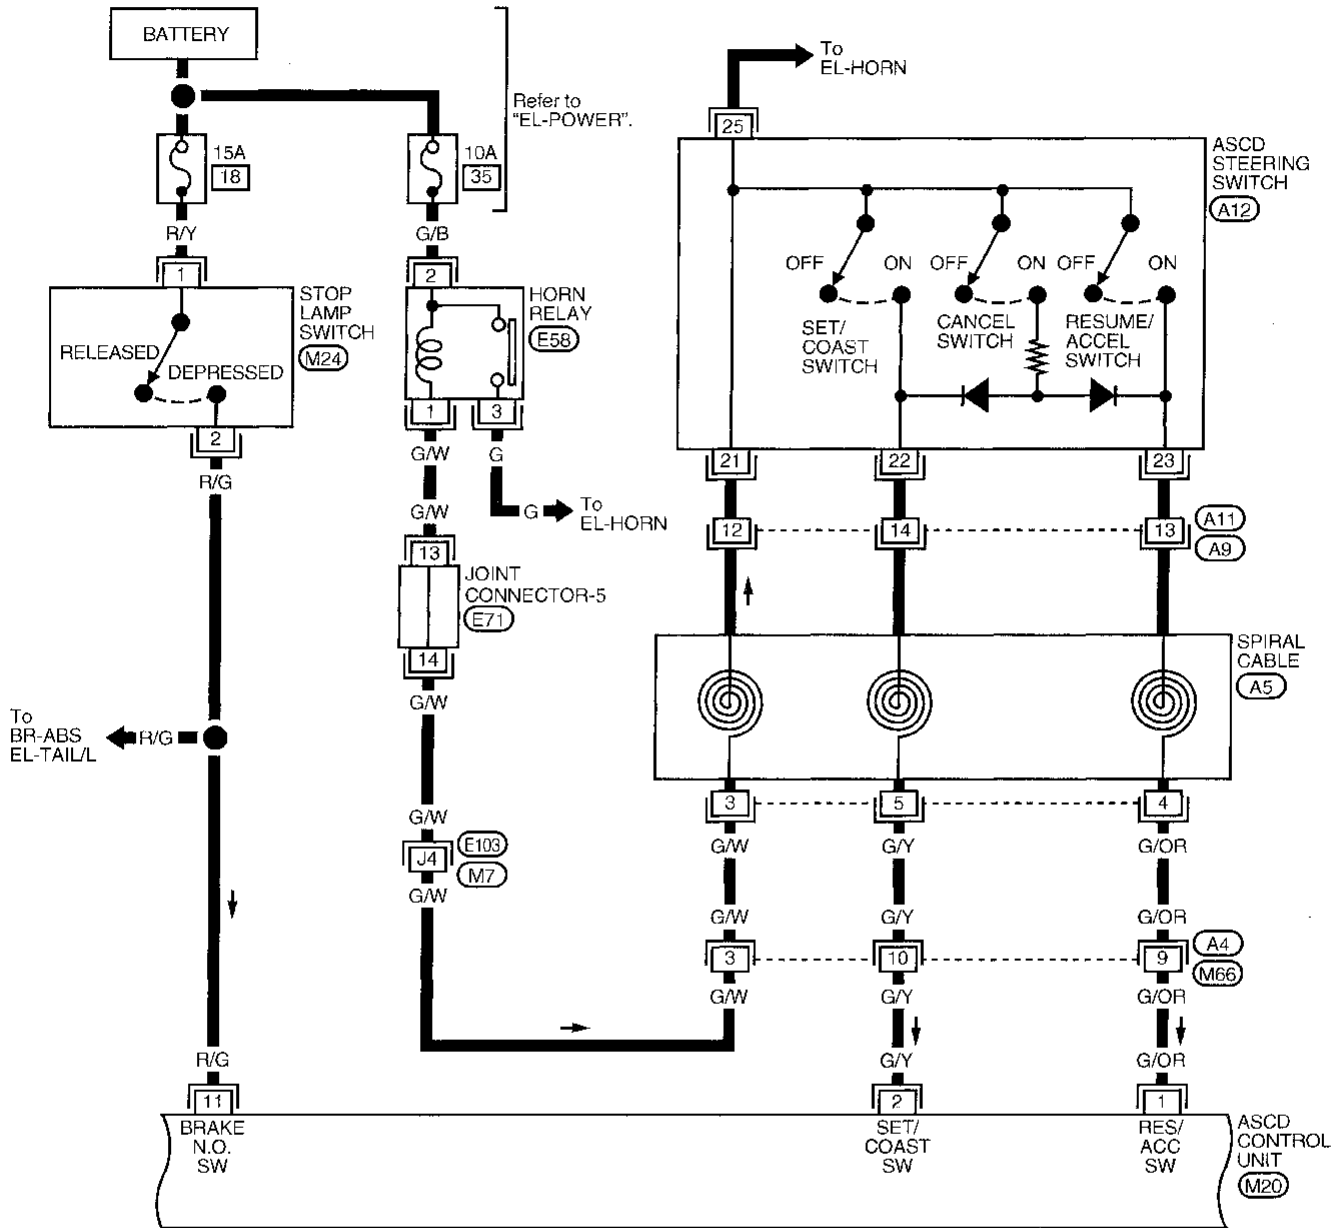 BATTERY
To
EL-HORN
Refer to
"EL-POWER".
15A
18
10A
35
25
ASCD
STEERING
SWITCH
A12
R/Y
G/B
1
2
STOP
LAMP
SWITCH
M24
HORN
RELAY
E58
RELEASED
DEPRESSED
OFF
ON
OFF
ON
OFF
ON
SET/
COAST
SWITCH
CANCEL
SWITCH
RESUME/
ACCEL
SWITCH
2
1
3
R/G
G/W
G
21
22
23
G/W
G
To
EL-HORN
12
14
13
A11
A9
13
JOINT
CONNECTOR-5
E71
14
G/W
SPIRAL
CABLE
A5
To
BR-ABS
EL-TAIL/L
R/G
3
5
4
G/W
G/Y
G/OR
G/W
J4
E103
M7
G/W
G/W
G/Y
G/OR
3
10
9
A4
M66
G/W
G/Y
G/OR
R/G
G/Y
G/OR
11
2
1
BRAKE
N.O.
SW
SET/
COAST
SW
RES/
ACC
SW
ASCD
CONTROL
UNIT
M20